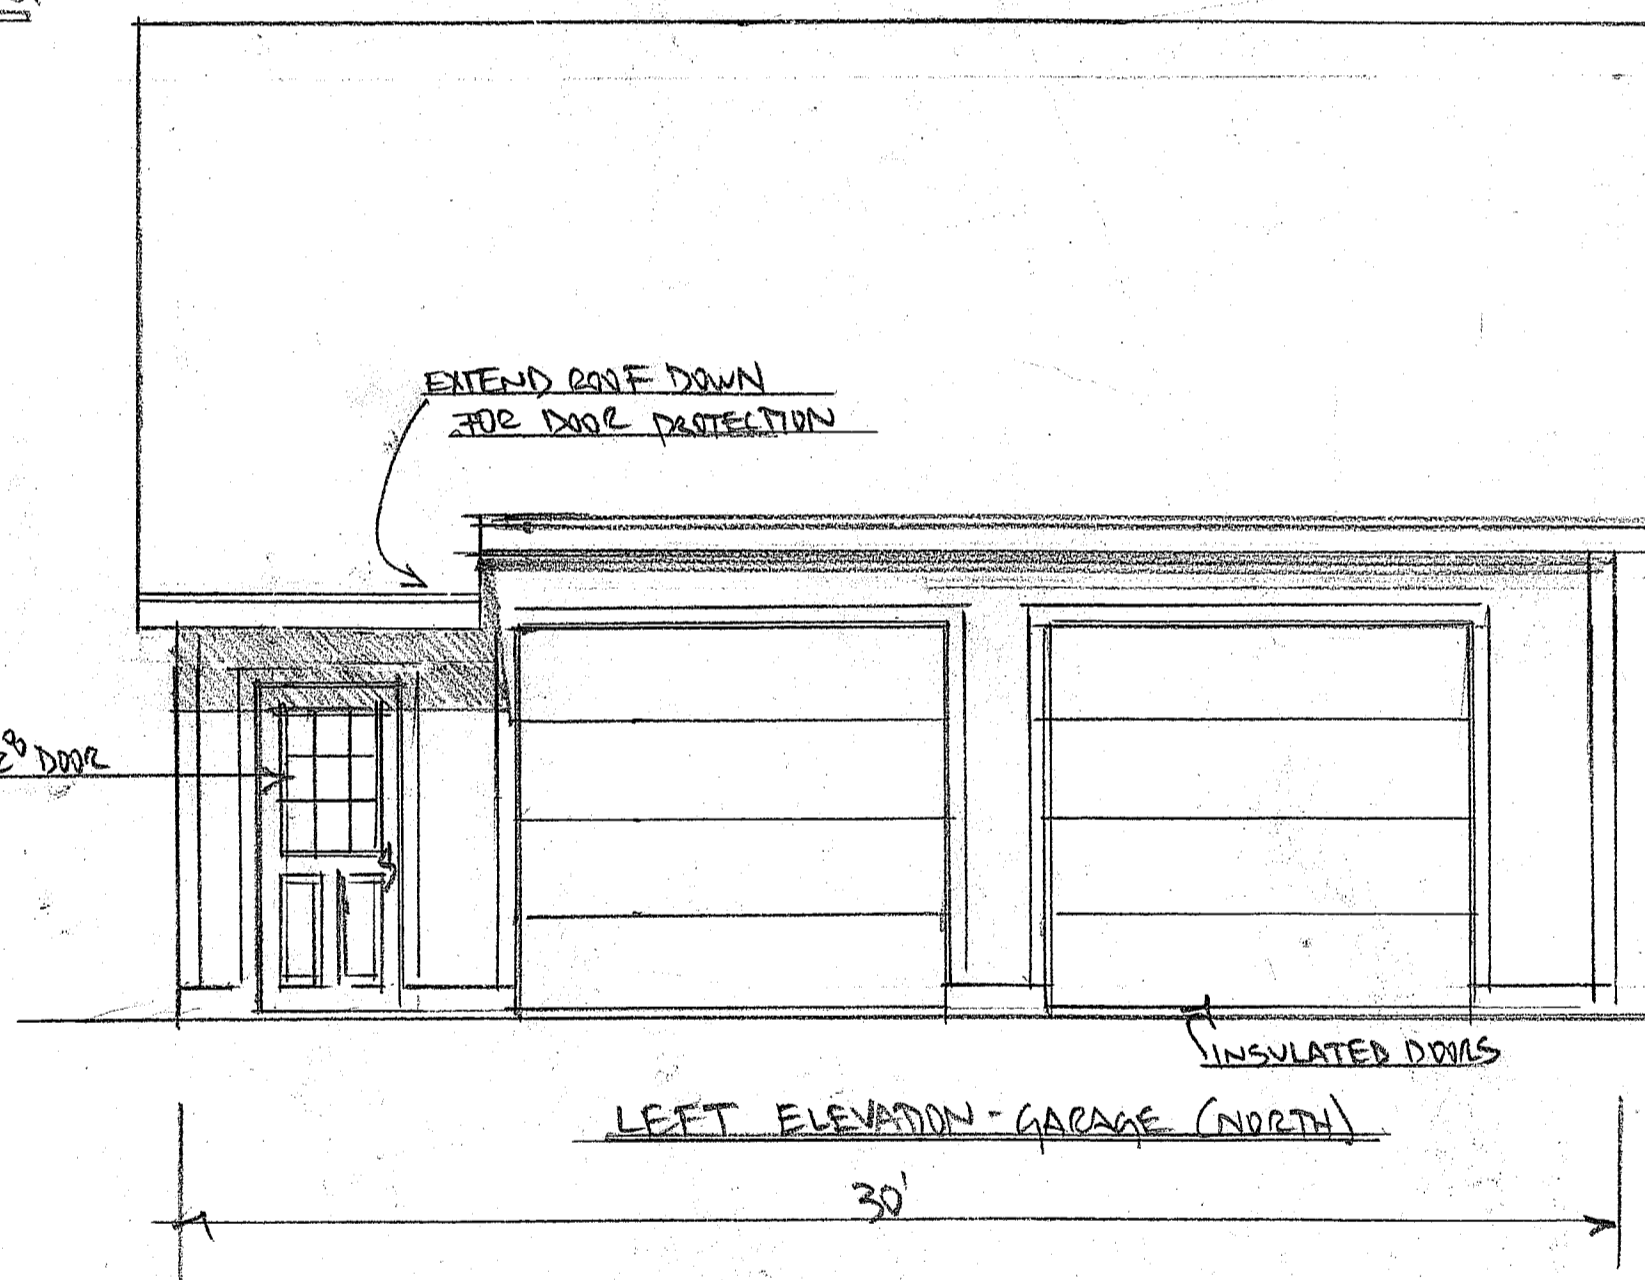 EXTEND ROOF DOWN
FOR DOOR PROTECTION
DOOR
INSULATED DOORS
LEFT ELEVATION - GARAGE (NORTH)
30'